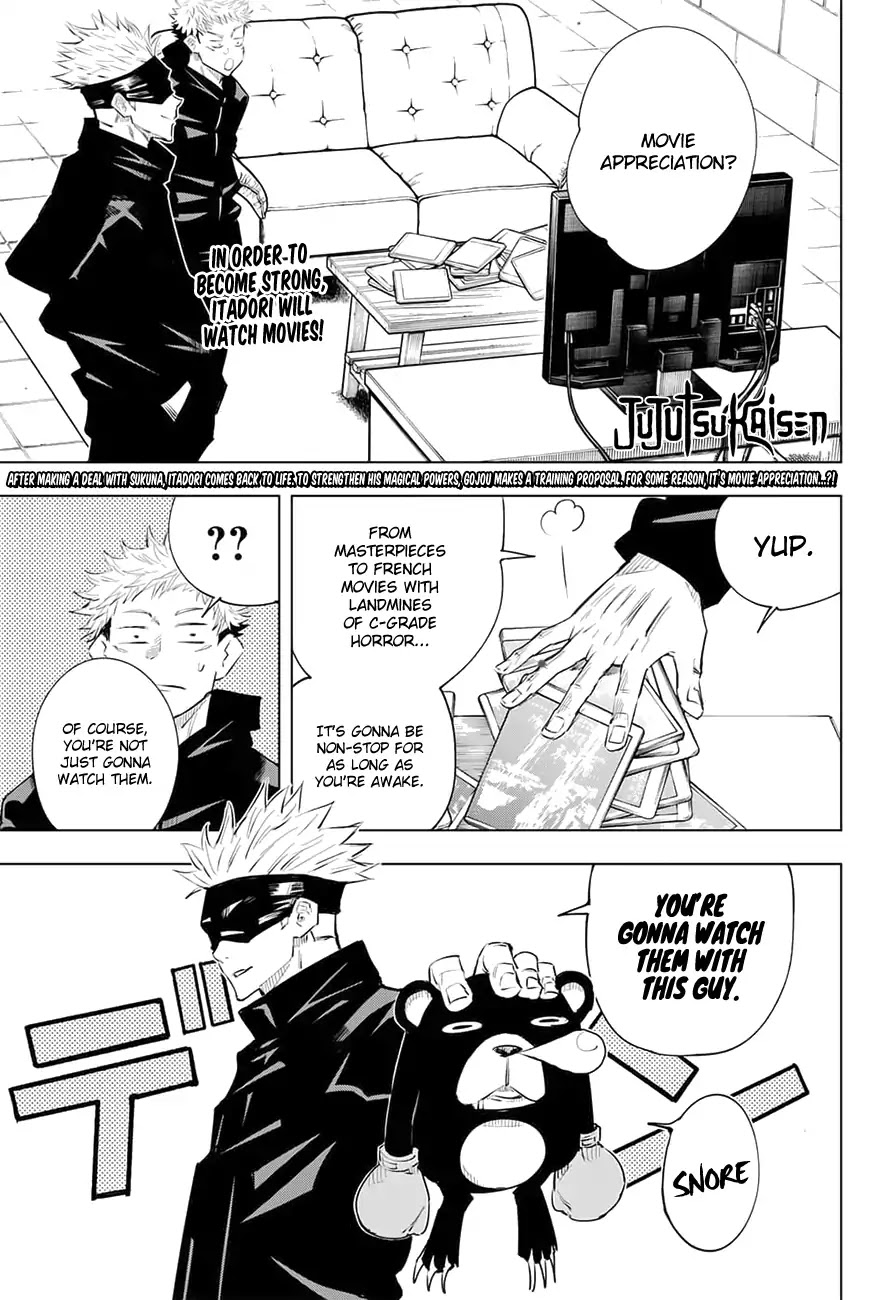 MOVIE
APPRECIATION?
IN ORDER TO
BECOME STRONG,
ITADORI WILL
WATCH MOVIES!
JUJUTSU KAISEN
AFTER MAKING A DEAL WITH SUKUNA, ITADORI COMES BACK TO LIFE. TO STRENGTHEN HIS MAGICAL POWERS, GOJOU MAKES A TRAINING PROPOSAL. FOR SOME REASON, IT'S MOVIE APPRECIATION...?!
YUP.
FROM
MASTERPIECES
TO FRENCH
MOVIES WITH
LANDMINES
OF C-GRADE
HORROR...
IT'S GONNA BE
NON-STOP FOR
AS LONG AS
YOU'RE AWAKE.
??
OF COURSE,
YOU'RE NOT
JUST GONNA
WATCH THEM.
YOU'RE
GONNA WATCH
THEM WITH
THIS GUY.
デーン
SNORE